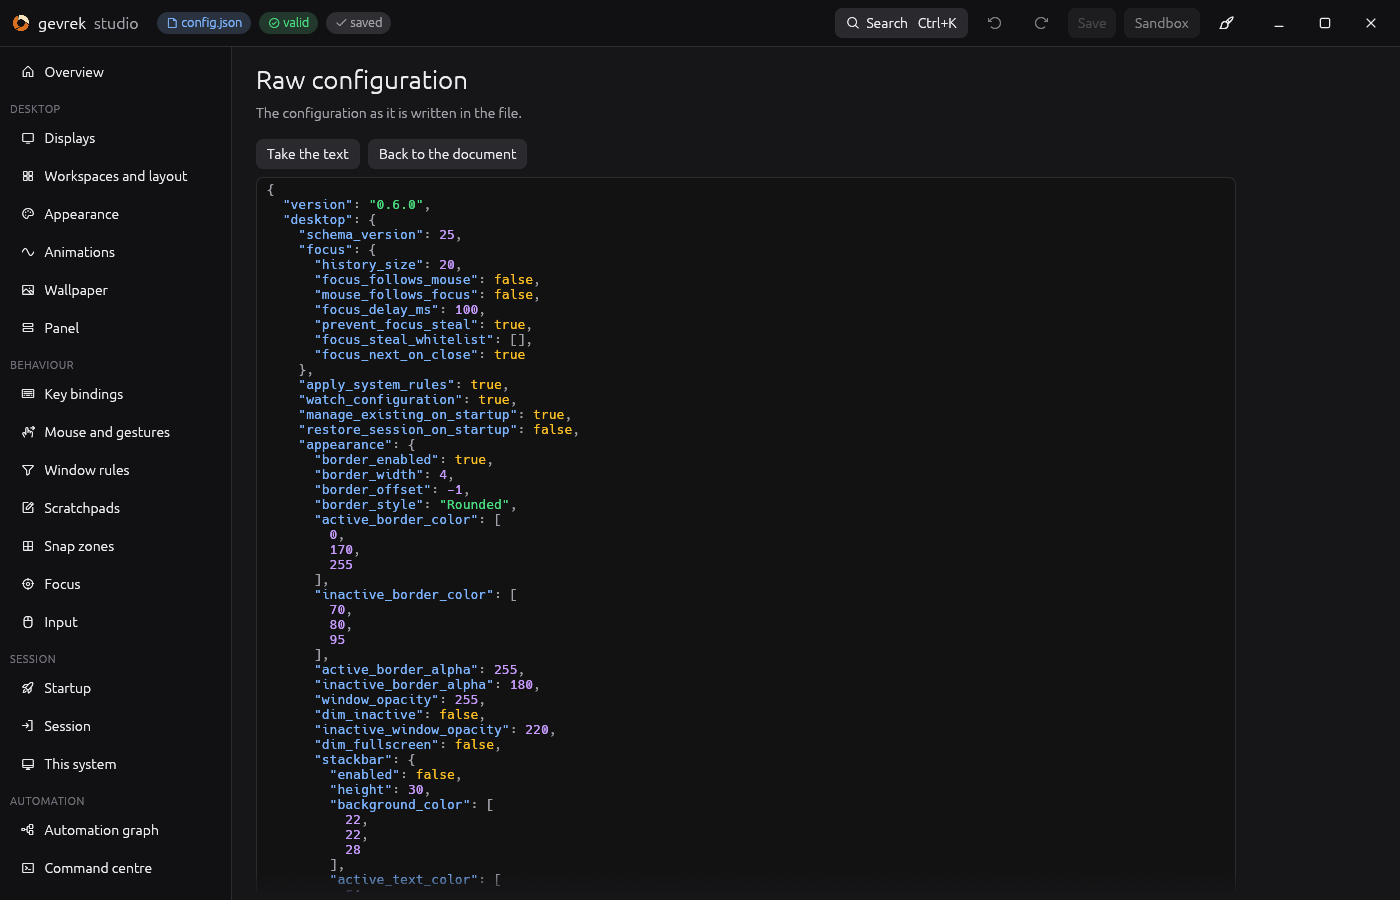 gevrek studio config.json valid saved Search Ctrl+K Save Sandbox
Overview
DESKTOP
Displays
Workspaces and layout
Appearance
Animations
Wallpaper
Panel
BEHAVIOUR
Key bindings
Mouse and gestures
Window rules
Scratchpads
Snap zones
Focus
Input
SESSION
Startup
Session
This system
AUTOMATION
Automation graph
Command centre
Raw configuration
The configuration as it is written in the file.
Take the text Back to the document
{
  "version": "0.6.0",
  "desktop": {
    "schema_version": 25,
    "focus": {
      "history_size": 20,
      "focus_follows_mouse": false,
      "mouse_follows_focus": false,
      "focus_delay_ms": 100,
      "prevent_focus_steal": true,
      "focus_steal_whitelist": [],
      "focus_next_on_close": true
    },
    "apply_system_rules": true,
    "watch_configuration": true,
    "manage_existing_on_startup": true,
    "restore_session_on_startup": false,
    "appearance": {
      "border_enabled": true,
      "border_width": 4,
      "border_offset": -1,
      "border_style": "Rounded",
      "active_border_color": [
        0,
        170,
        255
      ],
      "inactive_border_color": [
        70,
        80,
        95
      ],
      "active_border_alpha": 255,
      "inactive_border_alpha": 180,
      "window_opacity": 255,
      "dim_inactive": false,
      "inactive_window_opacity": 220,
      "dim_fullscreen": false,
      "stackbar": {
        "enabled": false,
        "height": 30,
        "background_color": [
          22,
          22,
          28
        ],
        "active_text_color": [